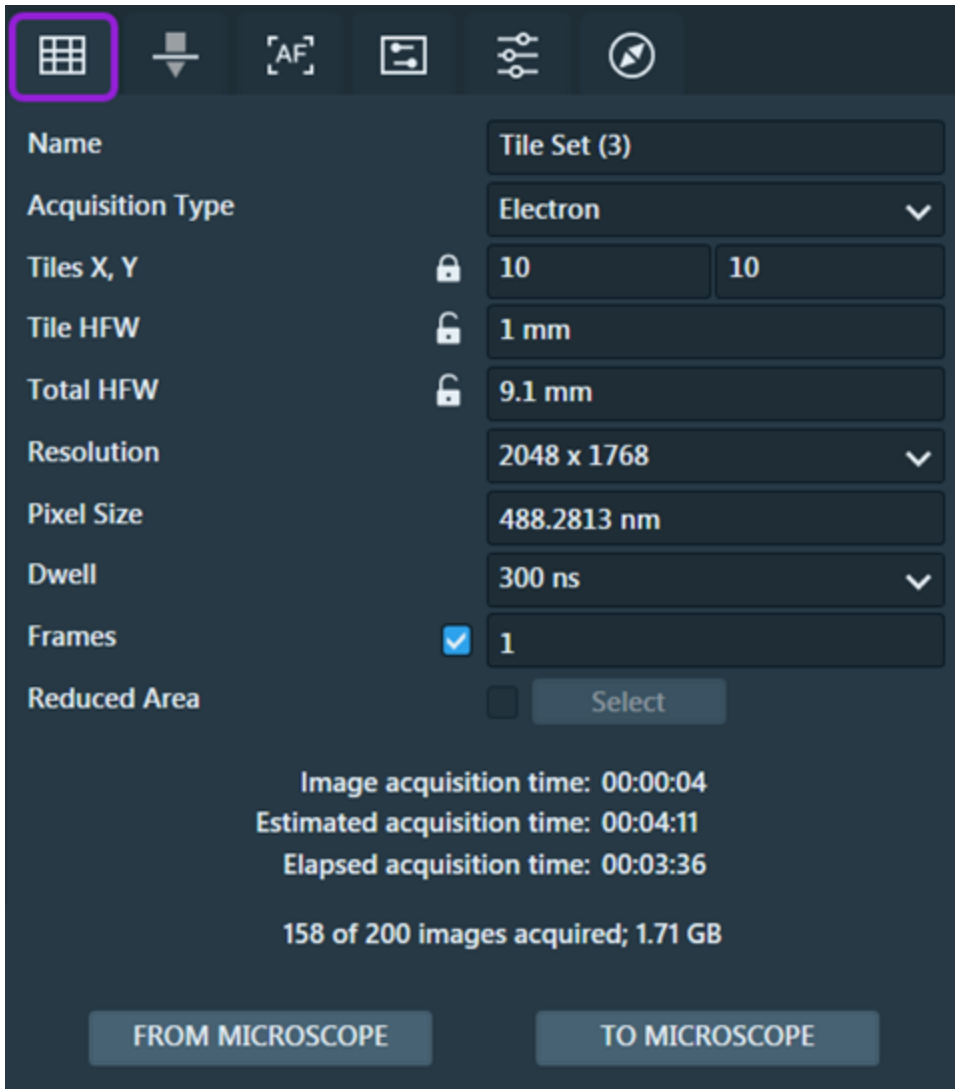 [AF]
Name Tile Set (3)
Acquisition Type Electron
Tiles X, Y 10 10
Tile HFW 1 mm
Total HFW 9.1 mm
Resolution 2048 x 1768
Pixel Size 488.2813 nm
Dwell 300 ns
Frames 1
Reduced Area Select
Image acquisition time: 00:00:04
Estimated acquisition time: 00:04:11
Elapsed acquisition time: 00:03:36
158 of 200 images acquired; 1.71 GB
FROM MICROSCOPE TO MICROSCOPE